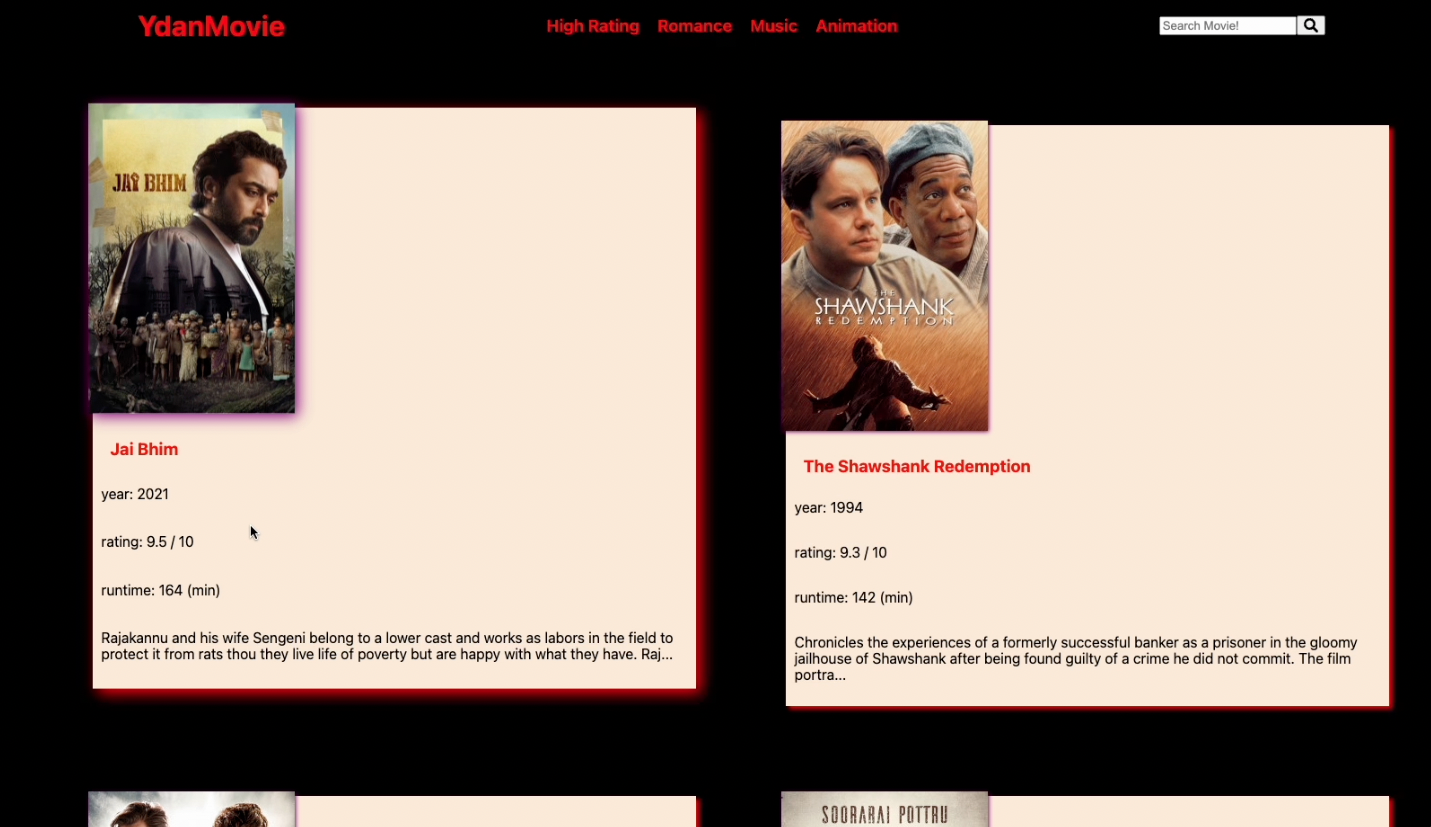 YdanMovie
High Rating Romance Music Animation
Search Movie!
JAY BHIM
Jai Bhim
year: 2021
rating: 9.5 / 10
runtime: 164 (min)
Rajakannu and his wife Sengeni belong to a lower cast and works as labors in the field to
protect it from rats thou they live life of poverty but are happy with what they have. Raj...
THE
SHAWSHANK
REDEMPTION
The Shawshank Redemption
year: 1994
rating: 9.3 / 10
runtime: 142 (min)
Chronicles the experiences of a formerly successful banker as a prisoner in the gloomy
jailhouse of Shawshank after being found guilty of a crime he did not commit. The film
portra...
SOORARAI POTTRU